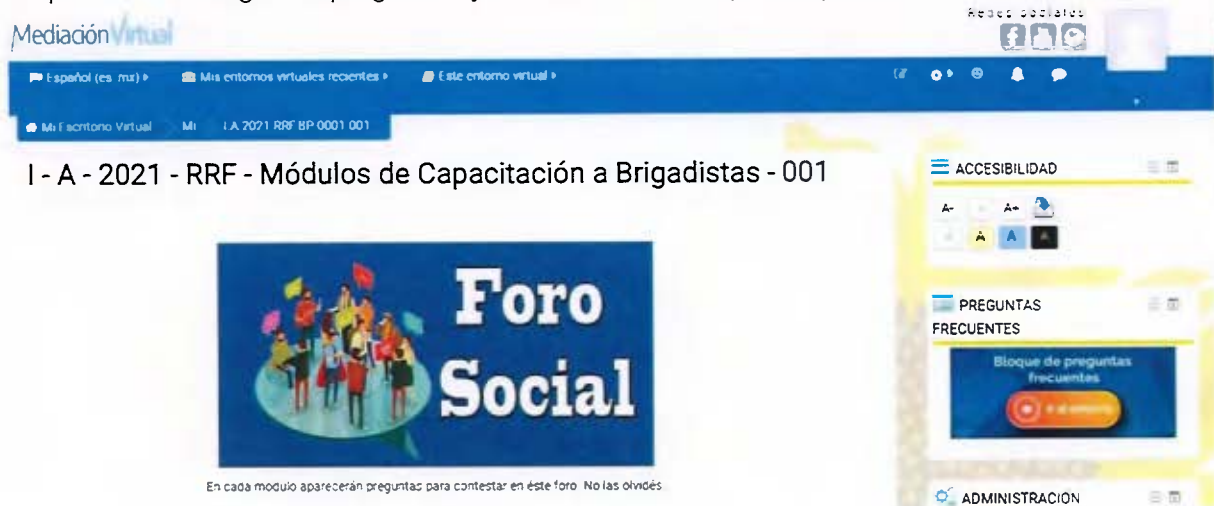 Redes sociales
MediaciónVirtual
Español (es_mx)
Mis entornos virtuales recientes
Este entorno virtual
Mi Escritorio Virtual
Mi
I A 2021 RRF BP 0001 001
I - A - 2021 - RRF - Módulos de Capacitación a Brigadistas - 001
Foro
Social
En cada modulo aparecerán preguntas para contestar en éste foro. No las olvidés
ACCESIBILIDAD
A-
A+
A
A
A
PREGUNTAS
FRECUENTES
Bloque de preguntas
frecuentes
ADMINISTRACION